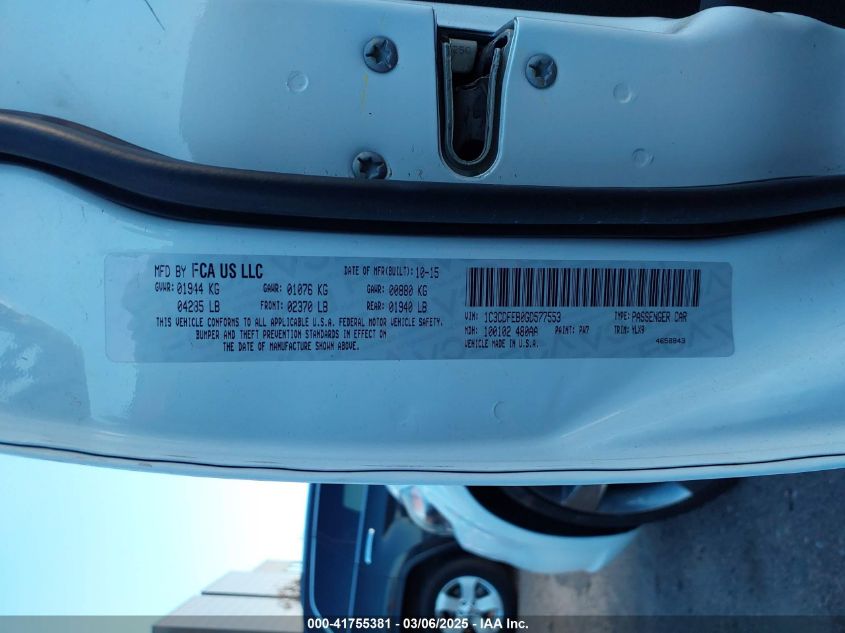 MFD BY FCA US LLC DATE OF MFR(BUILT): 10-15
GVWR: 01944 KG GAWR: 01076 KG GAWR: 00880 KG
04285 LB FRONT: 02370 LB REAR: 01940 LB
THIS VEHICLE CONFORMS TO ALL APPLICABLE U.S.A. FEDERAL MOTOR VEHICLE SAFETY,
BUMPER AND THEFT PREVENTION STANDARDS IN EFFECT ON
THE DATE OF MANUFACTURE SHOWN ABOVE.
VIN: 1C3CDFEB0GD577553 TYPE: PASSENGER CAR
MDH: 100102 480AA PAINT: PW7 TRIM: YLX9
VEHICLE MADE IN U.S.A. 4658843
000-41755381 - 03/06/2025 - IAA Inc.